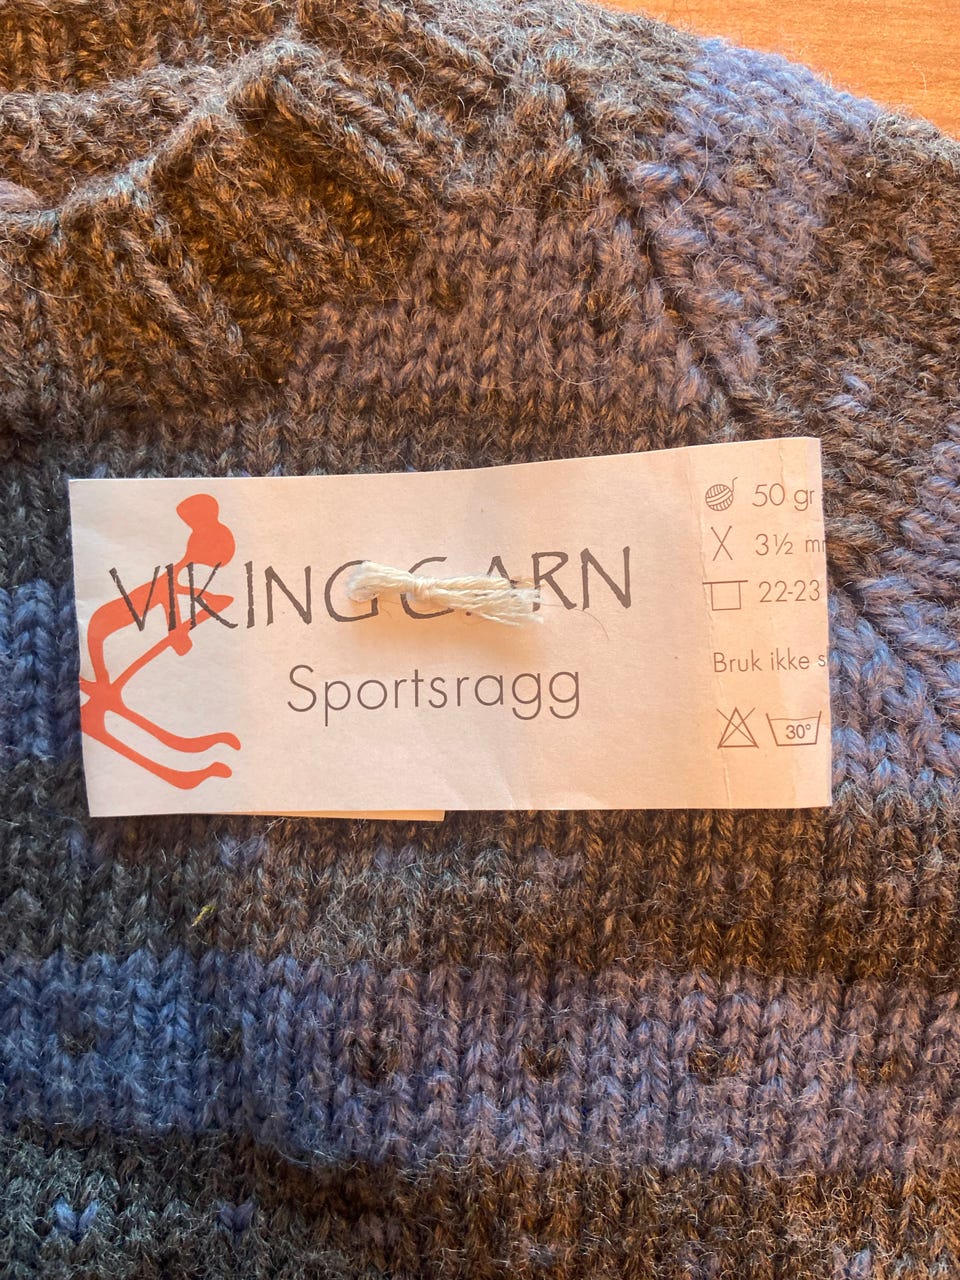 VIKING GARN
Sportsragg
50 gr
3½
22-23
Bruk ikke
30°